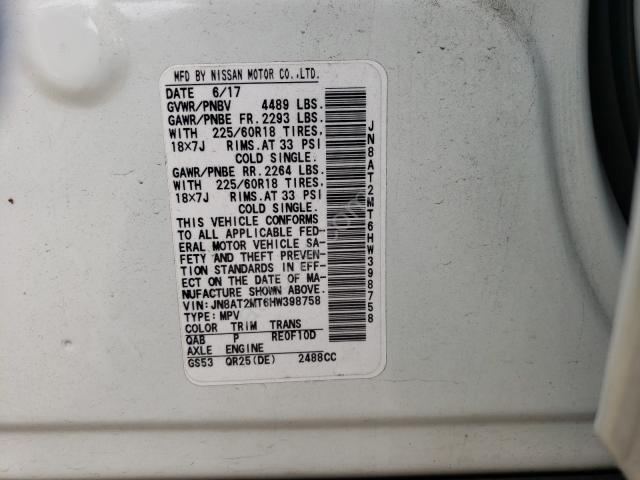 MFD BY NISSAN MOTOR CO.,LTD.
DATE 6/17
GVWR/PNBV 4489 LBS.
GAWR/PNBE FR. 2293 LBS.
WITH 225/60R18 TIRES,
18X7J RIMS.AT 33 PSI
COLD SINGLE.
GAWR/PNBE RR. 2264 LBS.
WITH 225/60R18 TIRES,
18X7J RIMS.AT 33 PSI
COLD SINGLE.
THIS VEHICLE CONFORMS
TO ALL APPLICABLE FED-
ERAL MOTOR VEHICLE SA-
FETY AND THEFT PREVEN-
TION STANDARDS IN EFF-
ECT ON THE DATE OF MA-
NUFACTURE SHOWN ABOVE.
VIN: JN8AT2MT6HW398758
TYPE: MPV
COLOR TRIM TRANS
QAB P RE0F10D
AXLE ENGINE
GS53 QR25(DE) 2488CC
JN8AT2MT6HW398758